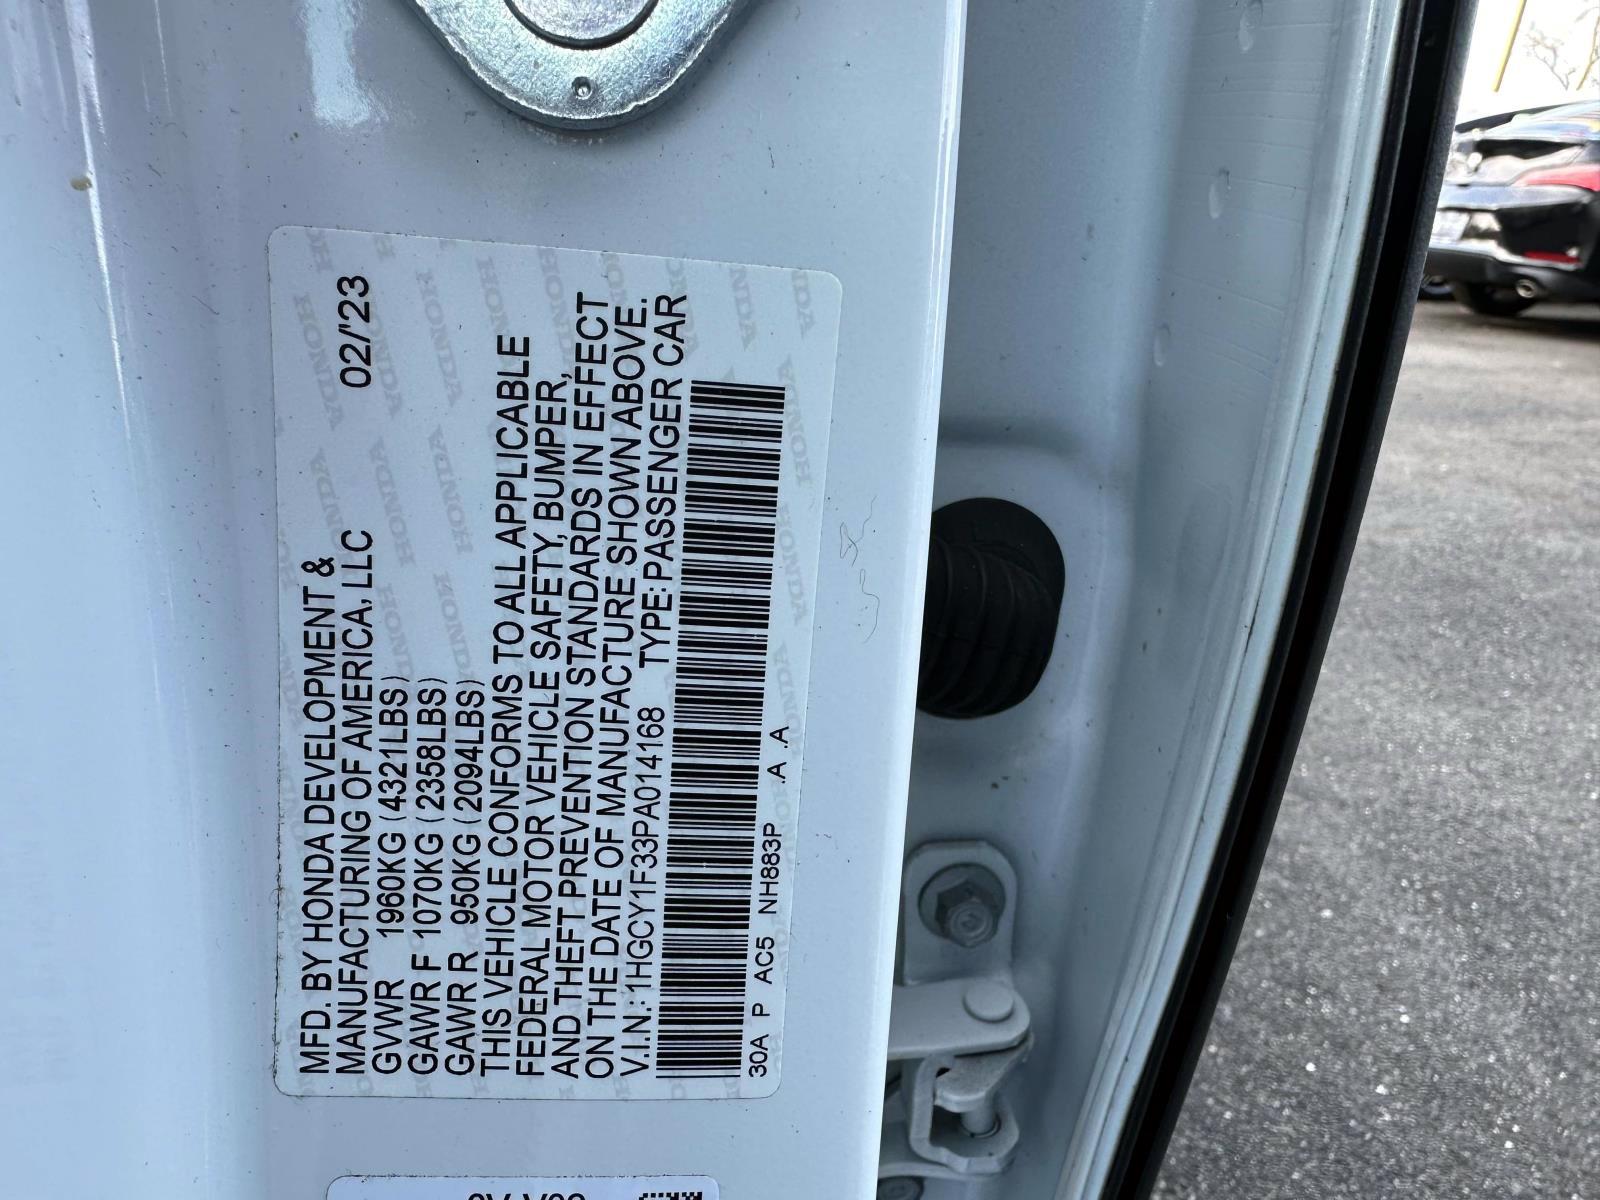 MFD. BY HONDA DEVELOPMENT & 02/'23
MANUFACTURING OF AMERICA, LLC
GVWR 1960KG (4321LBS)
GAWR F 1070KG (2358LBS)
GAWR R 950KG (2094LBS)
THIS VEHICLE CONFORMS TO ALL APPLICABLE
FEDERAL MOTOR VEHICLE SAFETY, BUMPER,
AND THEFT PREVENTION STANDARDS IN EFFECT
ON THE DATE OF MANUFACTURE SHOWN ABOVE..
V.I.N.: 1HGCY1F33PA014168 TYPE: PASSENGER CAR
30A P AC5 NH883P .A .A
HONDA